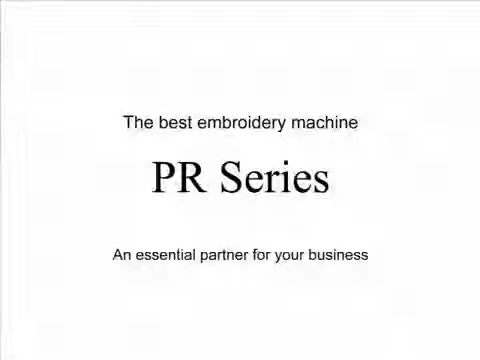 The best embroidery machine
PR Series
An essential partner for your business